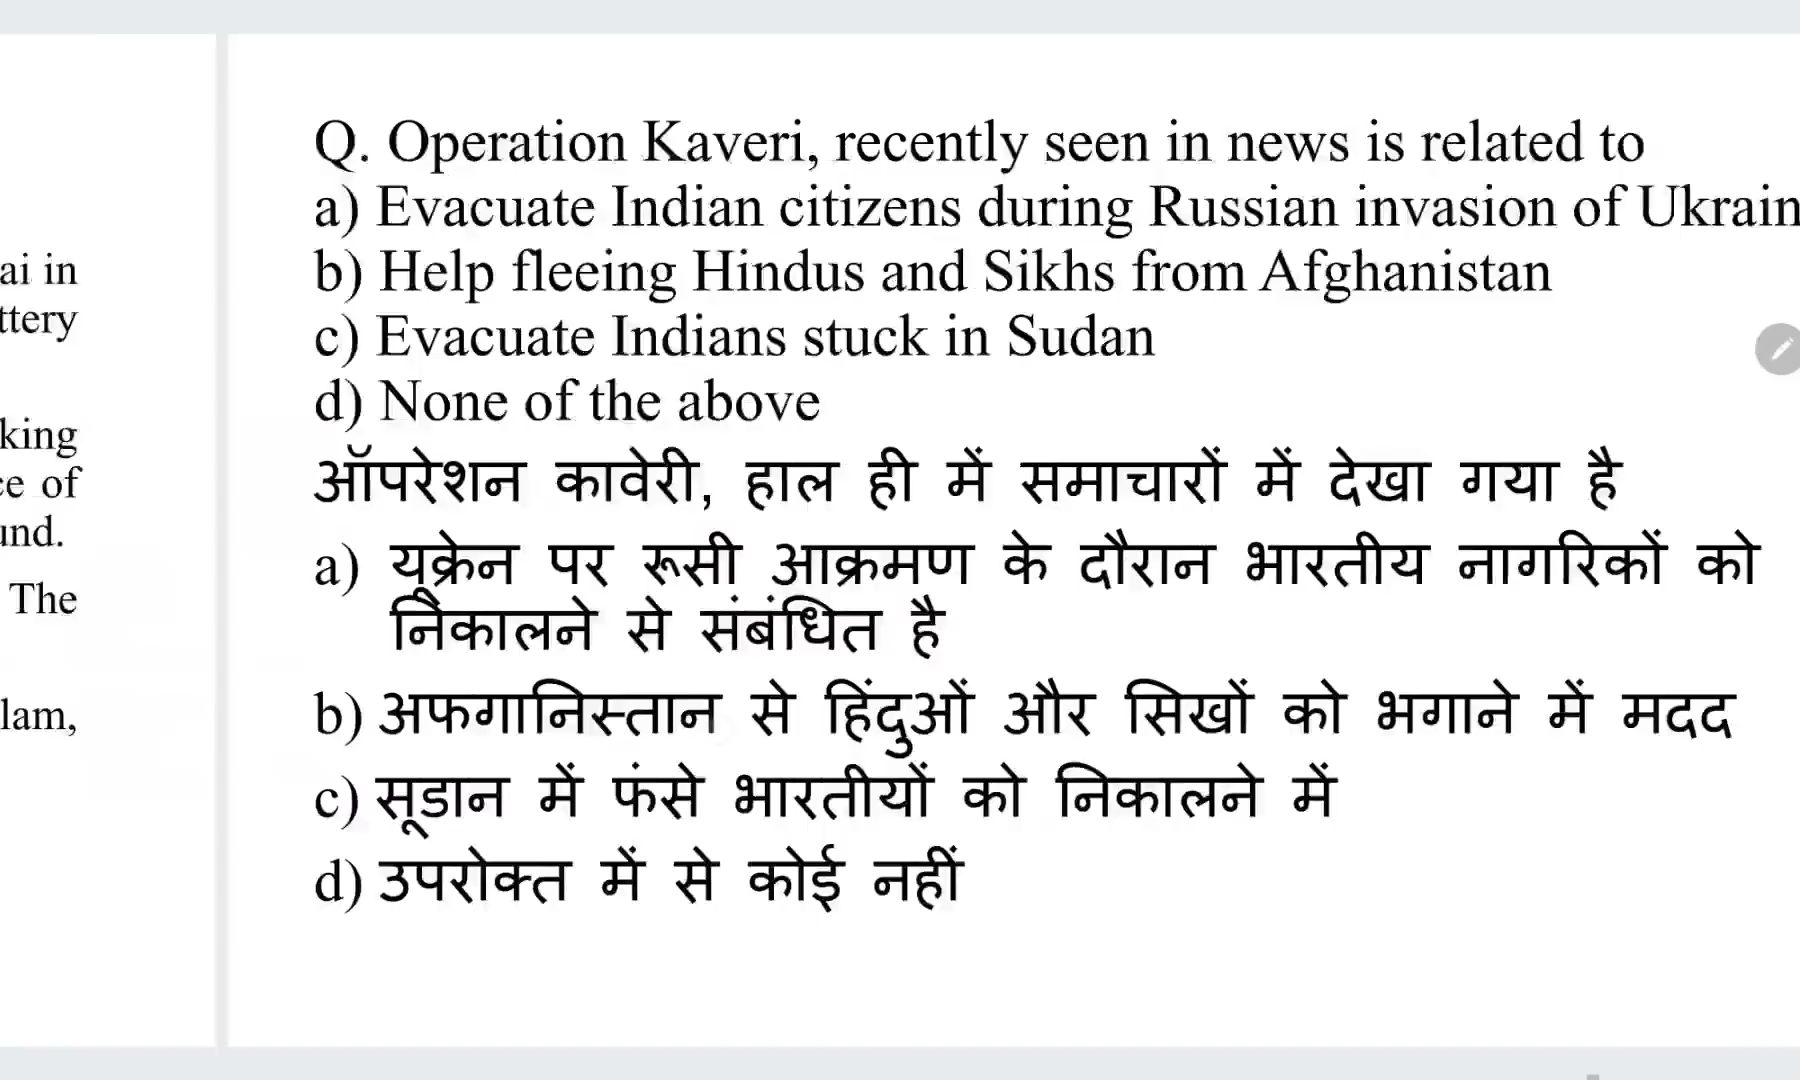 ai in
ttery
king
ce of
und.
The
lam,
Q. Operation Kaveri, recently seen in news is related to
a) Evacuate Indian citizens during Russian invasion of Ukrain
b) Help fleeing Hindus and Sikhs from Afghanistan
c) Evacuate Indians stuck in Sudan
d) None of the above
ऑपरेशन कावेरी, हाल ही में समाचारों में देखा गया है
a) यूक्रेन पर रूसी आक्रमण के दौरान भारतीय नागरिकों को
निकालने से संबंधित है
b) अफगानिस्तान से हिंदुओं और सिखों को भगाने में मदद
c) सूडान में फंसे भारतीयों को निकालने में
d) उपरोक्त में से कोई नहीं